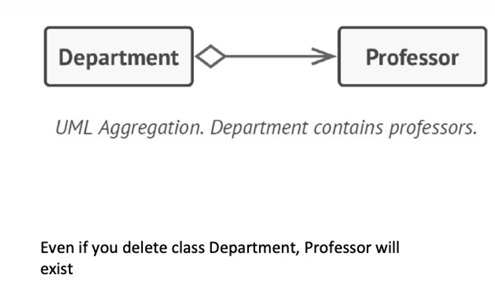 Department
Professor
UML Aggregation. Department contains professors.
Even if you delete class Department, Professor will
exist